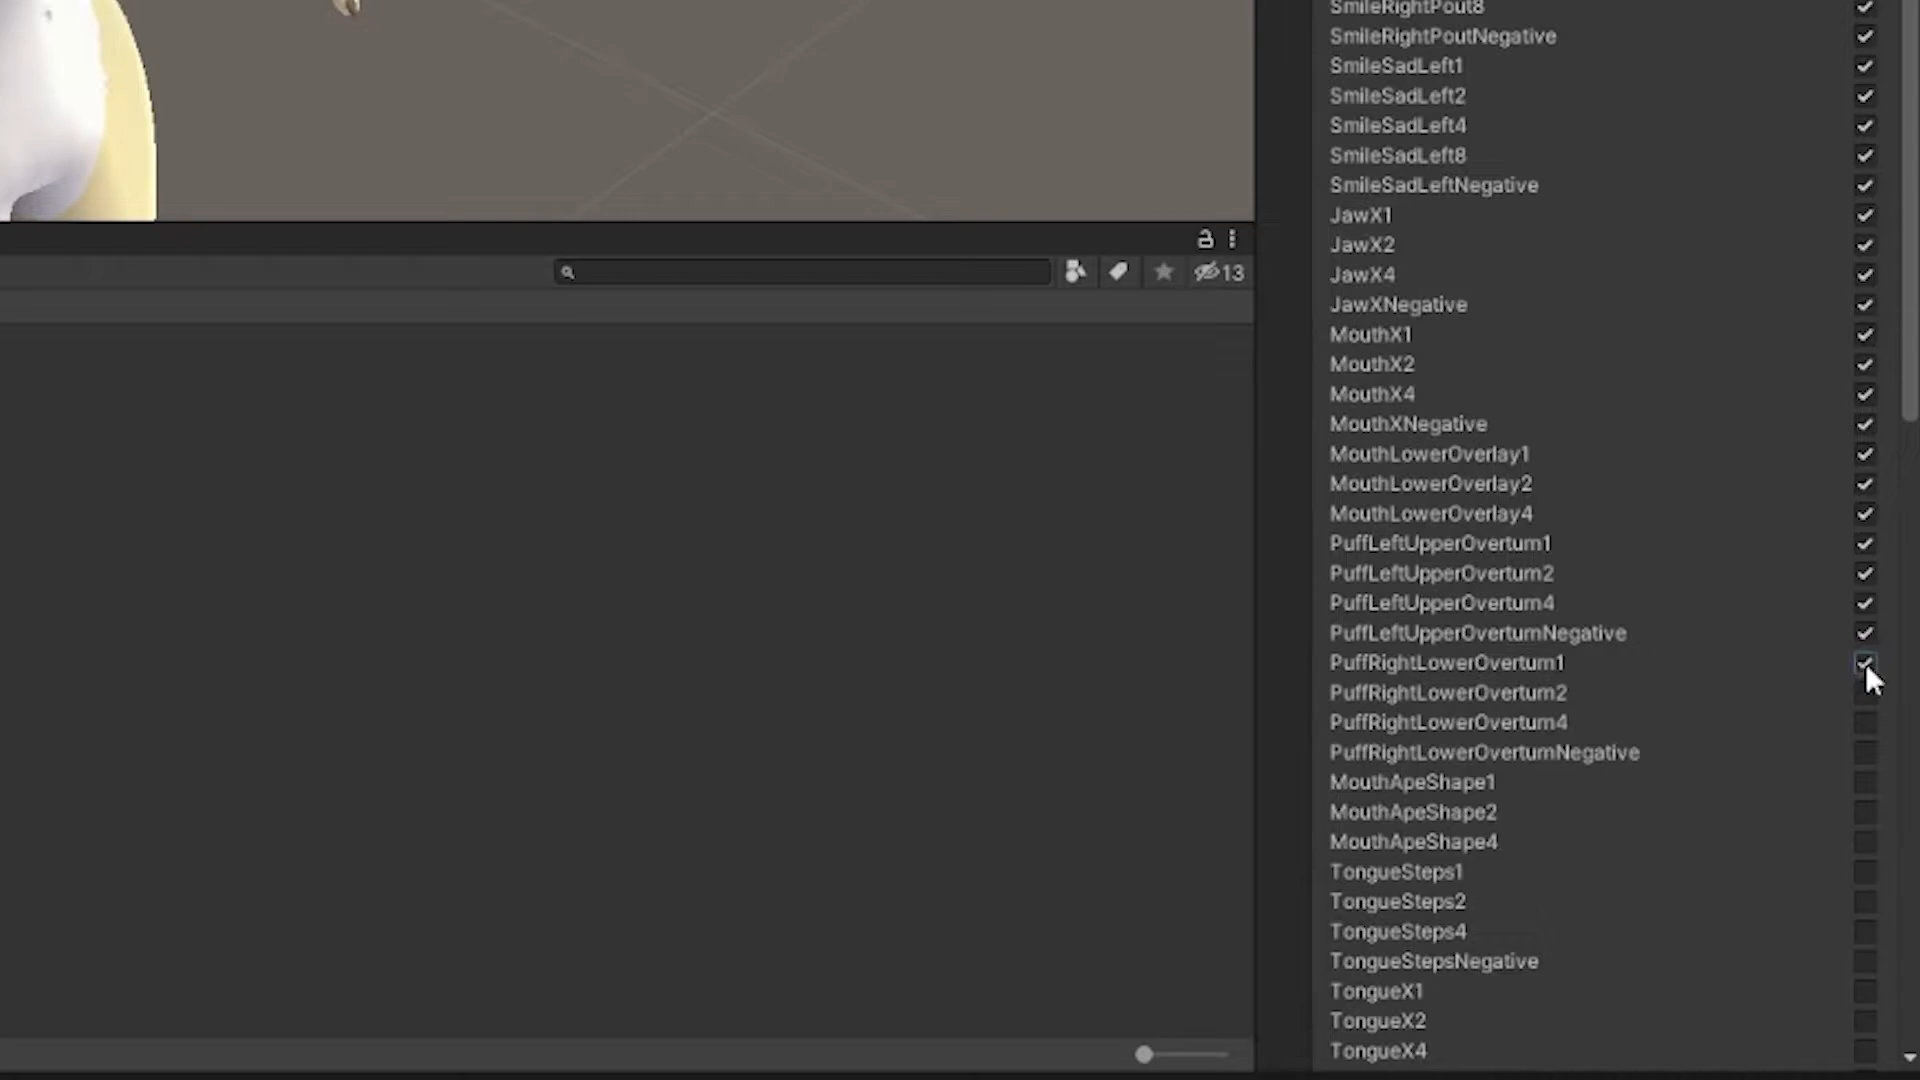 SmileRightPout8
SmileRightPoutNegative
SmileSadLeft1
SmileSadLeft2
SmileSadLeft4
SmileSadLeft8
SmileSadLeftNegative
JawX1
JawX2
13
JawX4
JawXNegative
MouthX1
MouthX2
MouthX4
MouthXNegative
MouthLowerOverlay1
MouthLowerOverlay2
MouthLowerOverlay4
PuffLeftUpperOverturn1
PuffLeftUpperOverturn2
PuffLeftUpperOverturn4
PuffLeftUpperOverturnNegative
PuffRightLowerOverturn1
PuffRightLowerOverturn2
PuffRightLowerOverturn4
PuffRightLowerOverturnNegative
MouthApeShape1
MouthApeShape2
MouthApeShape4
TongueSteps1
TongueSteps2
TongueSteps4
TongueStepsNegative
TongueX1
TongueX2
TongueX4